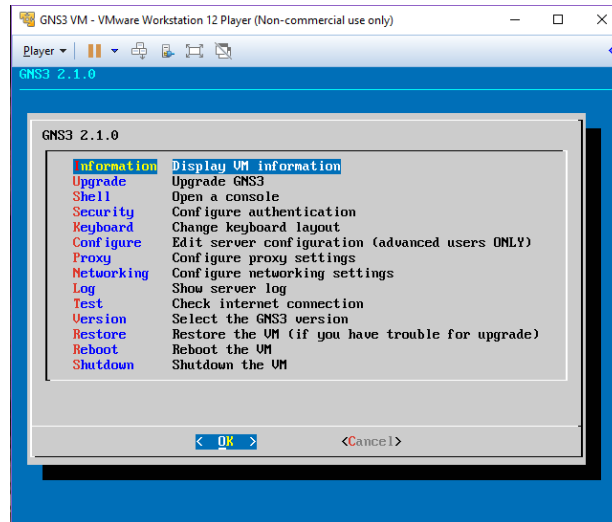 GNS3 VM - VMware Workstation 12 Player (Non-commercial use only)
Player
GNS3 2.1.0
GNS3 2.1.0
Information Display VM information
Upgrade Upgrade GNS3
Shell Open a console
Security Configure authentication
Keyboard Change keyboard layout
Configure Edit server configuration (advanced users ONLY)
Proxy Configure proxy settings
Networking Configure networking settings
Log Show server log
Test Check internet connection
Version Select the GNS3 version
Restore Restore the VM (if you have trouble for upgrade)
Reboot Reboot the VM
Shutdown Shutdown the VM
< OK > <Cancel>